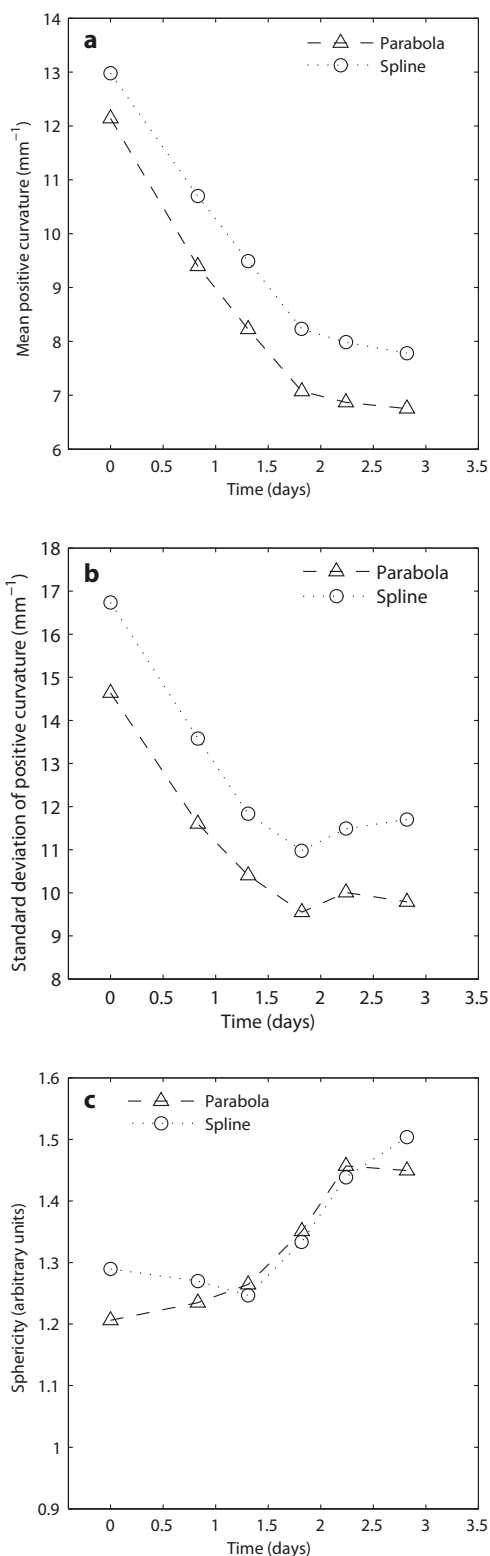 a
Parabola
Spline
14
13
12
11
10
9
8
7
6
Mean positive curvature (mm⁻¹)
0 0.5 1 1.5 2 2.5 3 3.5
Time (days)
b
Parabola
Spline
18
17
16
15
14
13
12
11
10
9
8
Standard deviation of positive curvature (mm⁻¹)
0 0.5 1 1.5 2 2.5 3 3.5
Time (days)
c
Parabola
Spline
1.6
1.5
1.4
1.3
1.2
1.1
1
0.9
Sphericity (arbitrary units)
0 0.5 1 1.5 2 2.5 3 3.5
Time (days)